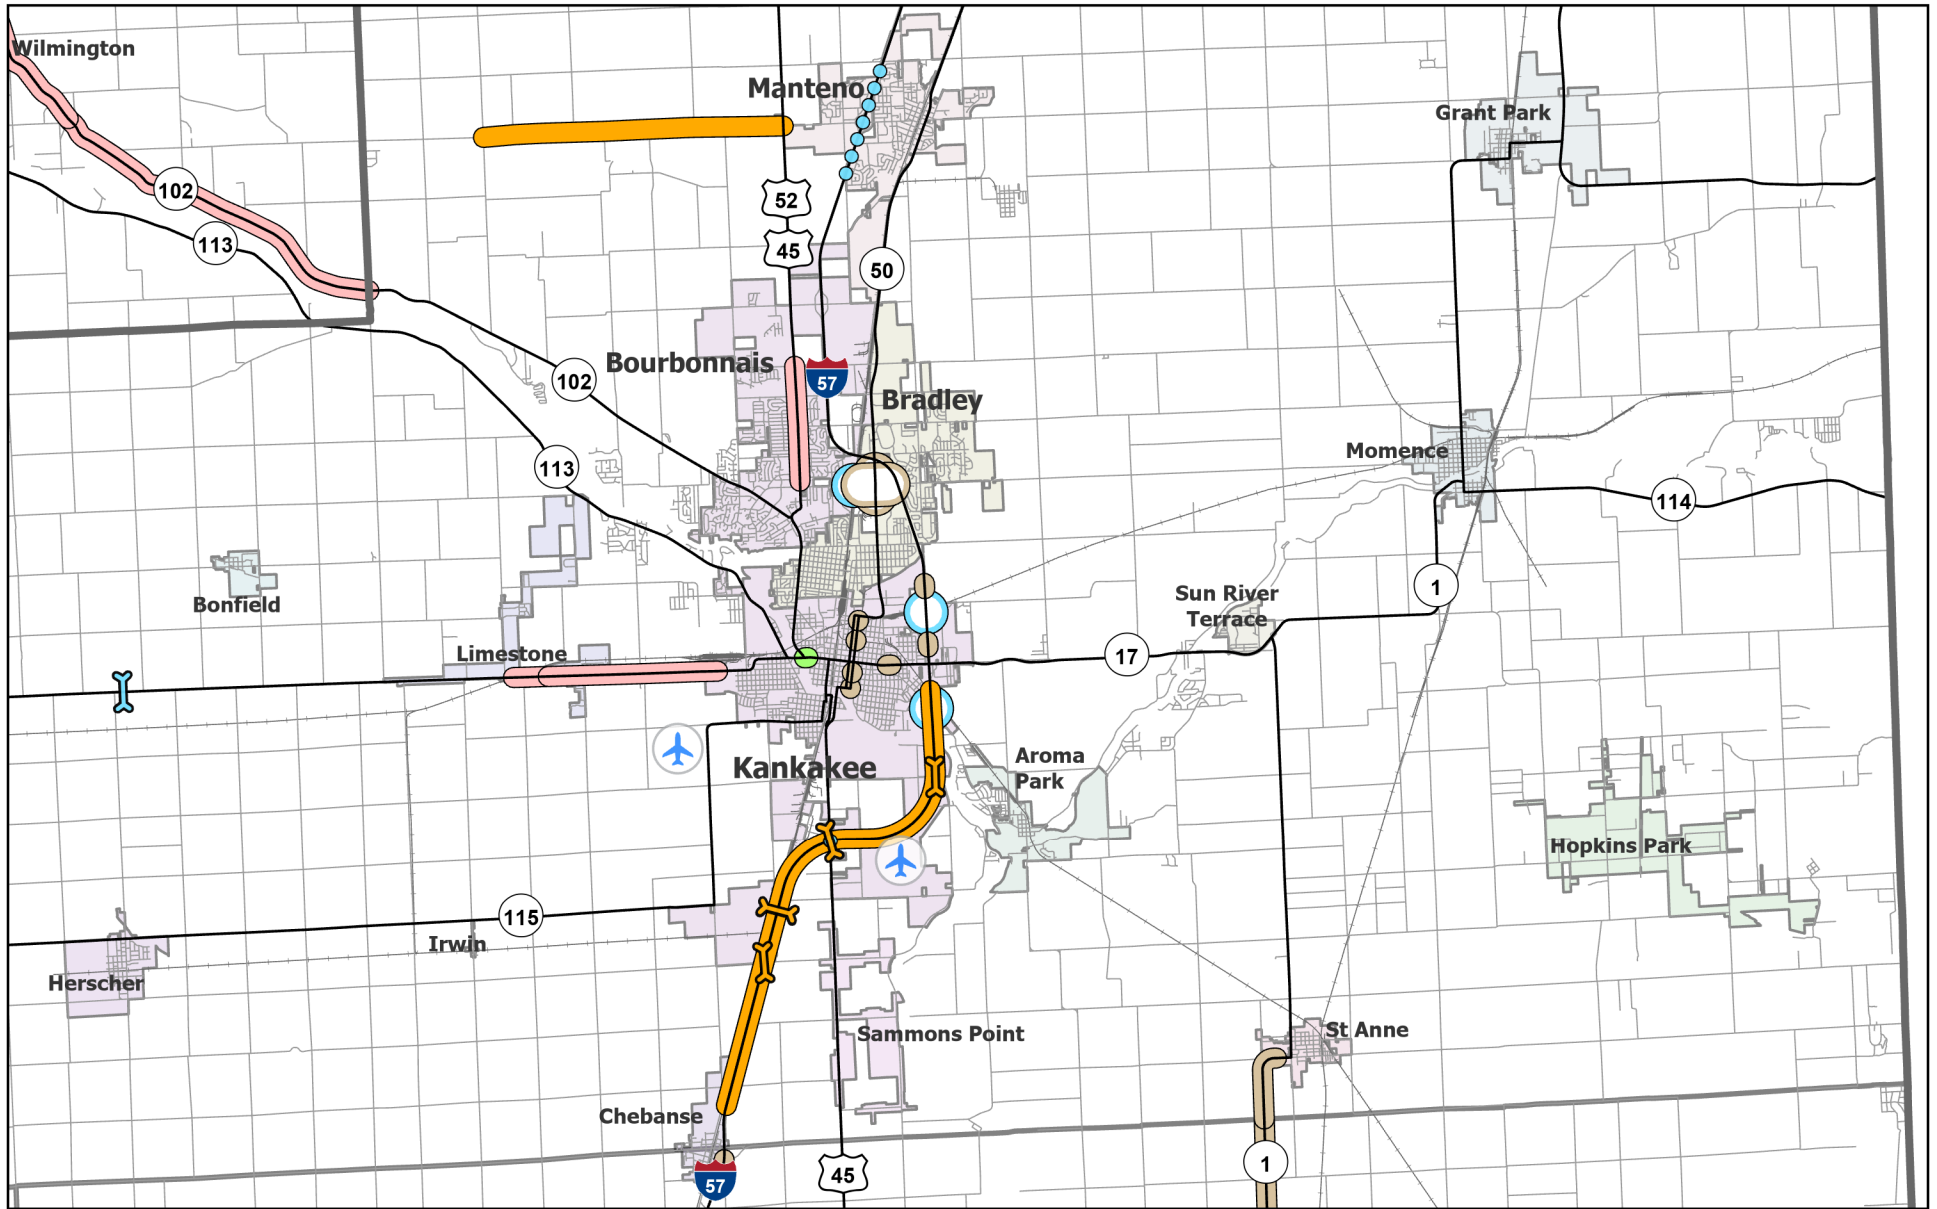 Wilmington
Manteno
Grant Park
102
52
113
45
50
Bourbonnais
57
102
Bradley
Momence
113
114
1
Sun River
Terrace
Bonfield
Limestone
17
Aroma
Park
Kankakee
Hopkins Park
115
Irwin
Herscher
Sammons Point
St Anne
Chebanse
1
45
57